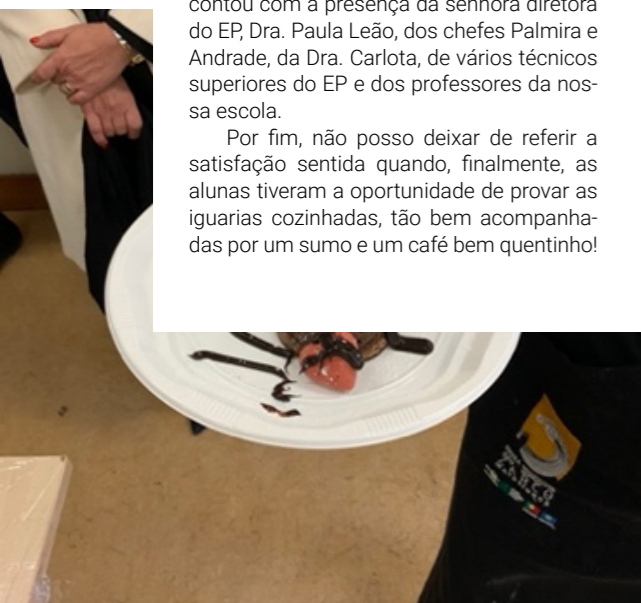 contou com a presença da senhora diretora
do EP, Dra. Paula Leão, dos chefes Palmira e
Andrade, da Dra. Carlota, de vários técnicos
superiores do EP e dos professores da nos-
sa escola.
Por fim, não posso deixar de referir a
satisfação sentida quando, finalmente, as
alunas tiveram a oportunidade de provar as
iguarias cozinhadas, tão bem acompanha-
das por um sumo e um café bem quentinho!